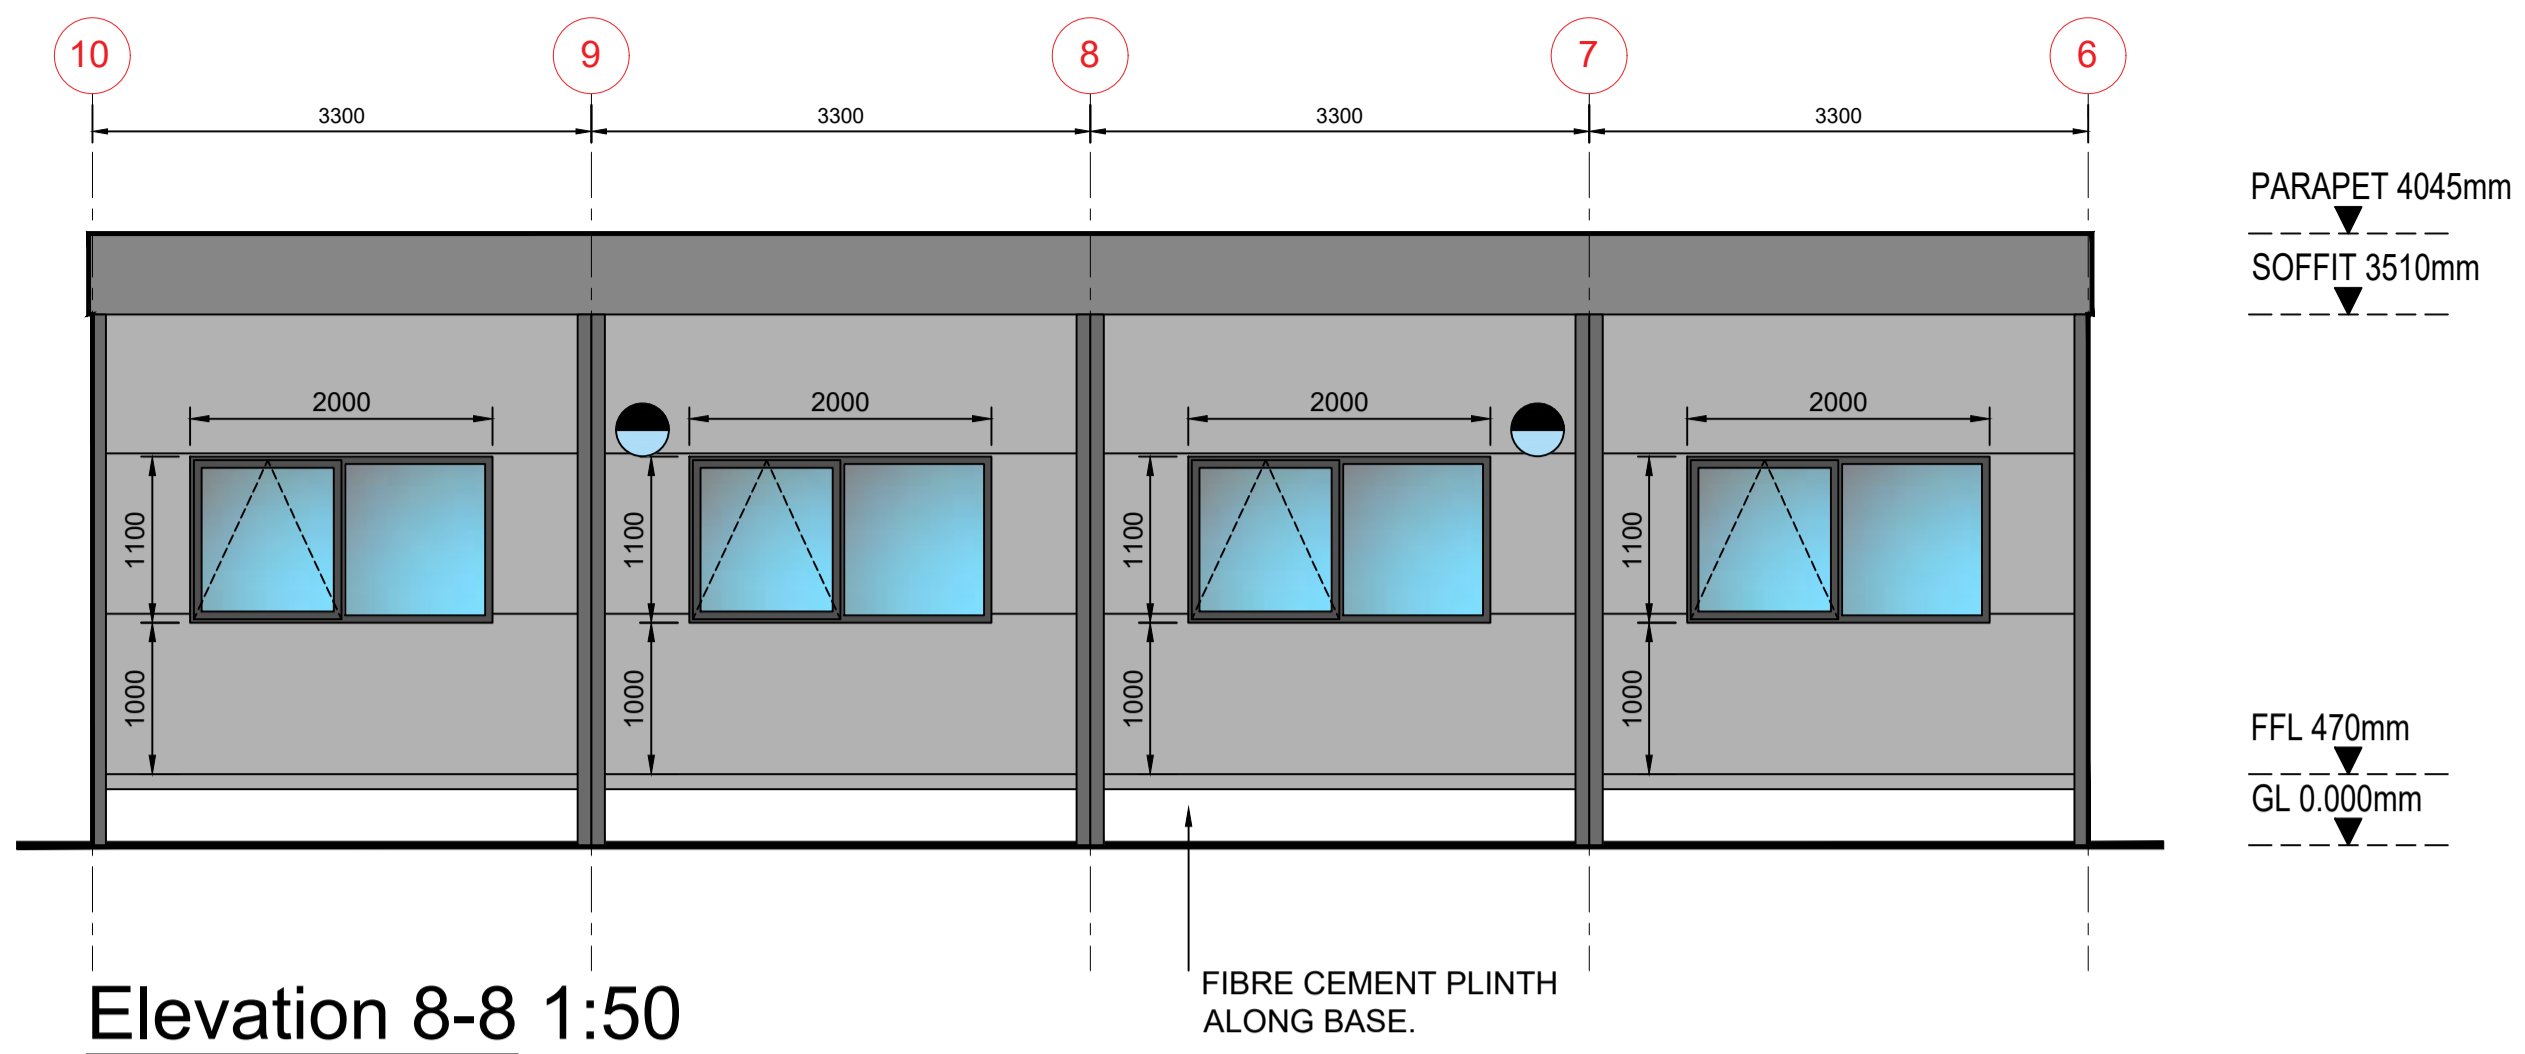 10 9 8 7 6
3300 3300 3300 3300
PARAPET 4045mm
SOFFIT 3510mm
2000 2000 2000 2000
1100 1100 1100 1100
1000 1000 1000 1000
FFL 470mm
GL 0.000mm
FIBRE CEMENT PLINTH
ALONG BASE.
Elevation 8-8 1:50